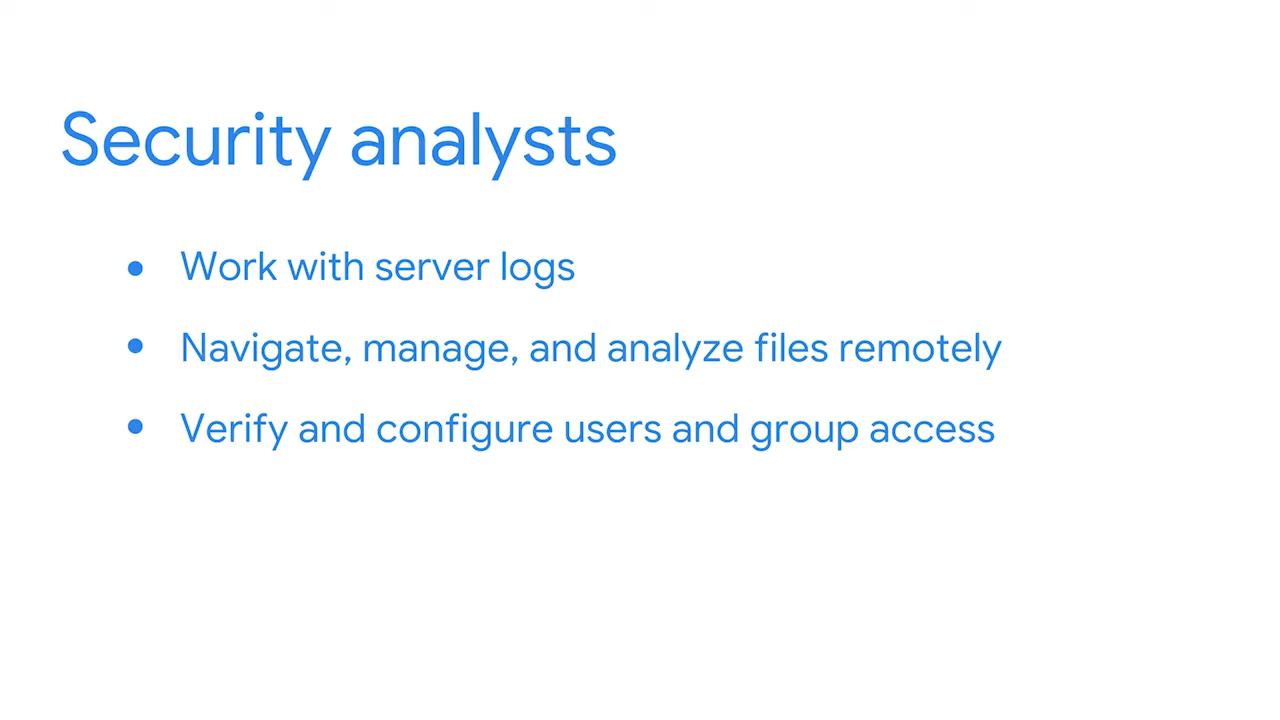 Security analysts
• Work with server logs
• Navigate, manage, and analyze files remotely
• Verify and configure users and group access